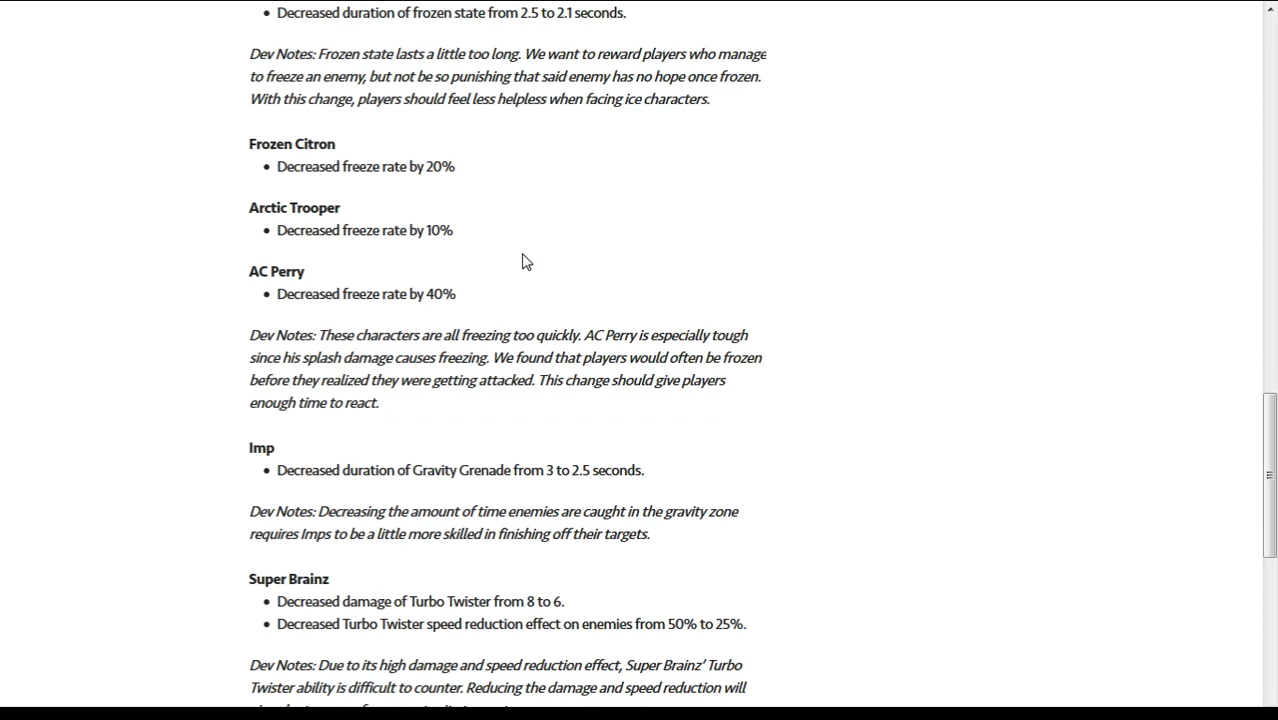 • Decreased duration of frozen state from 2.5 to 2.1 seconds.
Dev Notes: Frozen state lasts a little too long. We want to reward players who manage
to freeze an enemy, but not be so punishing that said enemy has no hope once frozen.
With this change, players should feel less helpless when facing ice characters.
Frozen Citron
• Decreased freeze rate by 20%
Arctic Trooper
• Decreased freeze rate by 10%
AC Perry
• Decreased freeze rate by 40%
Dev Notes: These characters are all freezing too quickly. AC Perry is especially tough
since his splash damage causes freezing. We found that players would often be frozen
before they realized they were getting attacked. This change should give players
enough time to react.
Imp
• Decreased duration of Gravity Grenade from 3 to 2.5 seconds.
Dev Notes: Decreasing the amount of time enemies are caught in the gravity zone
requires Imps to be a little more skilled in finishing off their targets.
Super Brainz
• Decreased damage of Turbo Twister from 8 to 6.
• Decreased Turbo Twister speed reduction effect on enemies from 50% to 25%.
Dev Notes: Due to its high damage and speed reduction effect, Super Brainz' Turbo
Twister ability is difficult to counter. Reducing the damage and speed reduction will